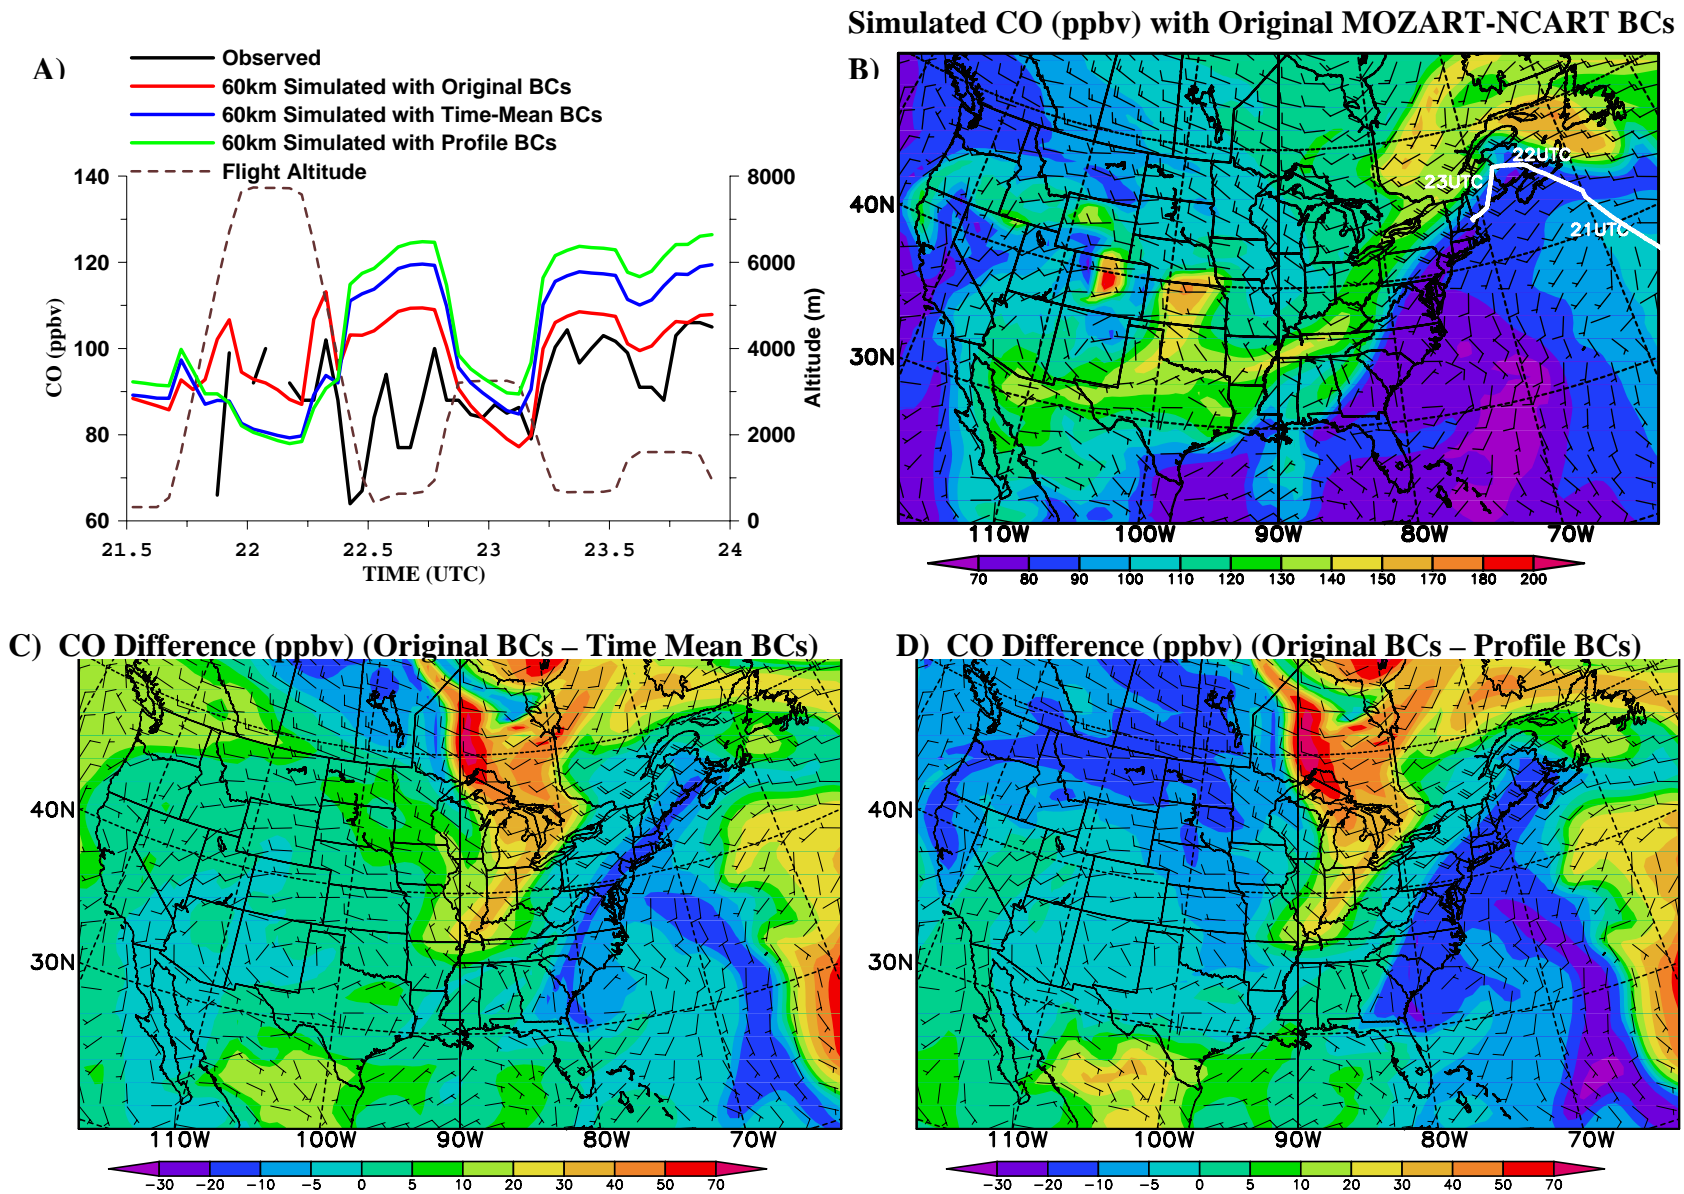 Simulated CO (ppbv) with Original MOZART-NCART BCs
A)
Observed
60km Simulated with Original BCs
60km Simulated with Time-Mean BCs
60km Simulated with Profile BCs
Flight Altitude
140
120
100
80
60
CO (ppbv)
8000
6000
4000
2000
0
Altitude (m)
21.5 22 22.5 23 23.5 24
TIME (UTC)
B)
22UTC
23UTC
21UTC
40N
30N
110W 100W 90W 80W 70W
70 80 90 100 110 120 130 140 150 170 180 200
C) CO Difference (ppbv) (Original BCs – Time Mean BCs)
40N
30N
110W 100W 90W 80W 70W
−30 −20 −10 −5 0 5 10 20 30 40 50 70
D) CO Difference (ppbv) (Original BCs – Profile BCs)
40N
30N
110W 100W 90W 80W 70W
−30 −20 −10 −5 0 5 10 20 30 40 50 70